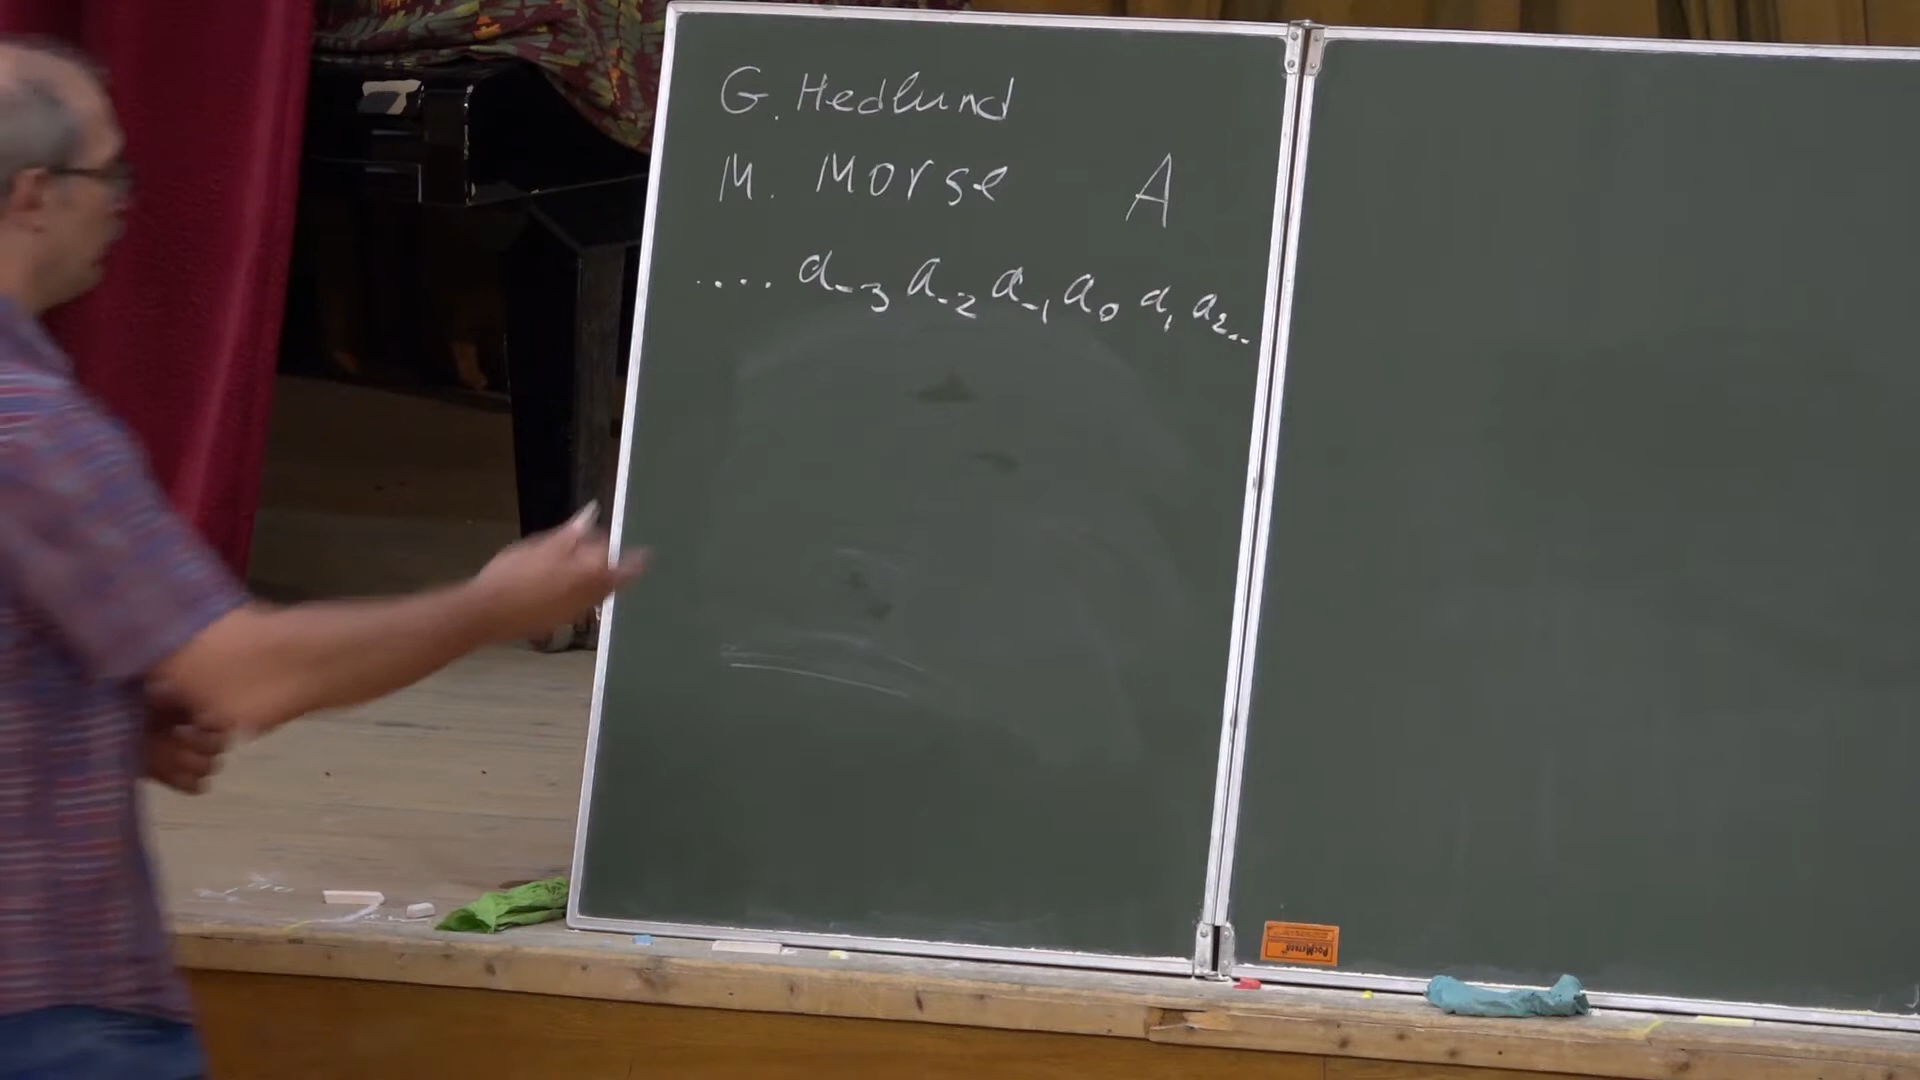 G. Hedlund
M. Morse A
.... a₋₃ a₋₂ a₋₁ a₀ a₁ a₂..